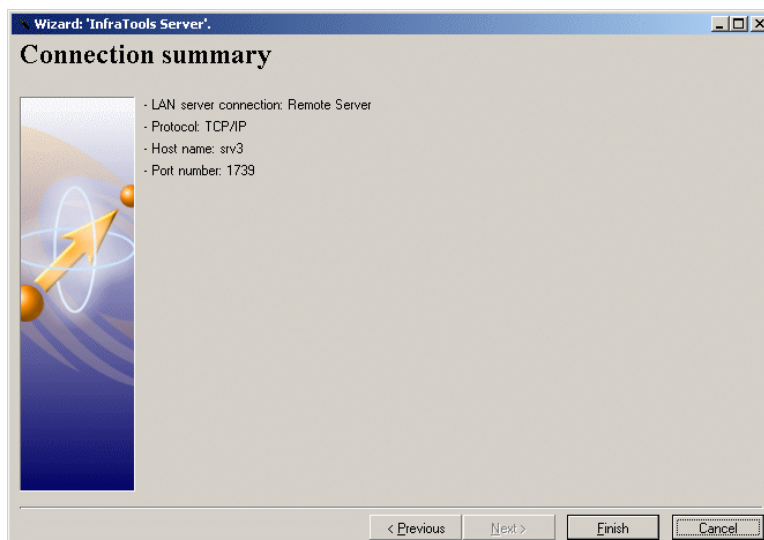 Wizard: 'InfraTools Server'.
Connection summary
- LAN server connection: Remote Server
- Protocol: TCP/IP
- Host name: srv3
- Port number: 1739
< Previous
Next >
Finish
Cancel